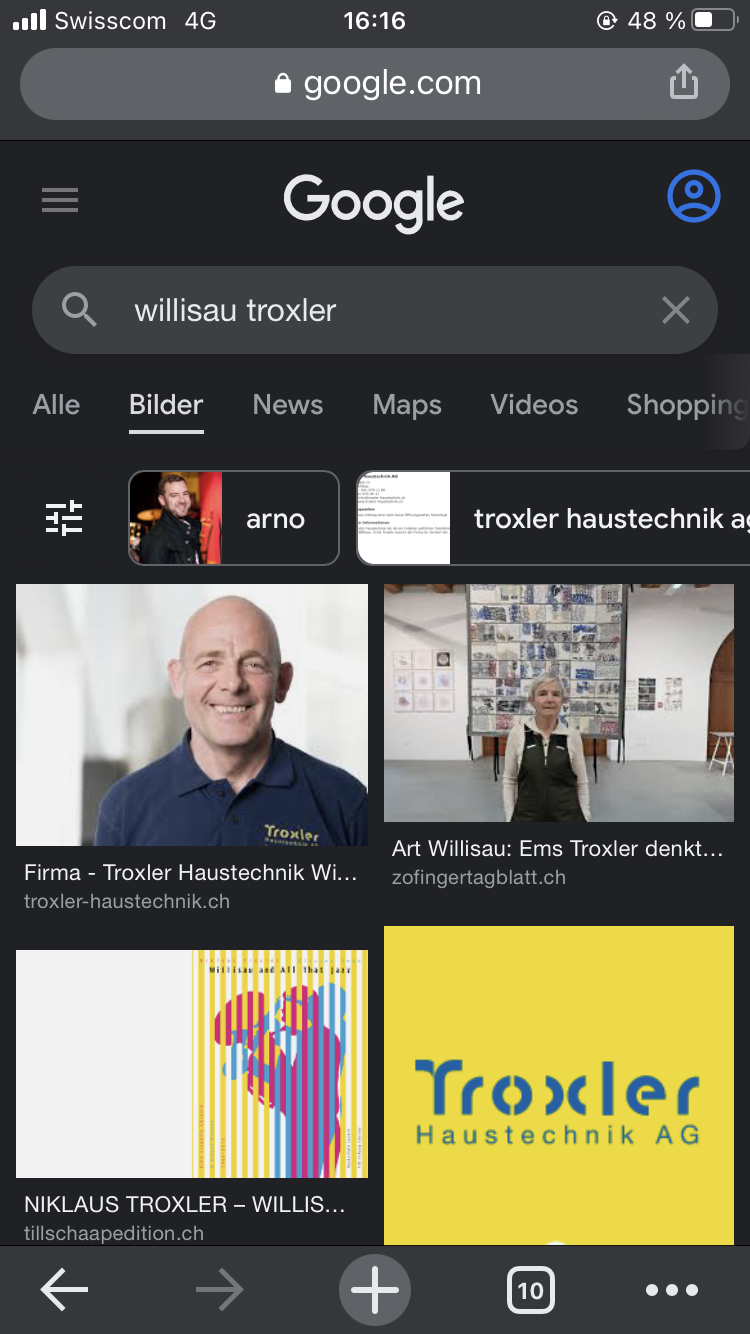 Swisscom 4G 16:16 48 %
google.com
Google
willisau troxler
Alle Bilder News Maps Videos Shopping
arno
troxler haustechnik ag
Troxler
Firma - Troxler Haustechnik Wi...
troxler-haustechnik.ch
Art Willisau: Ems Troxler denkt...
zofingertagblatt.ch
Willisau and All That Jazz
Troxler
Haustechnik AG
NIKLAUS TROXLER – WILLIS...
tillschaapedition.ch
10